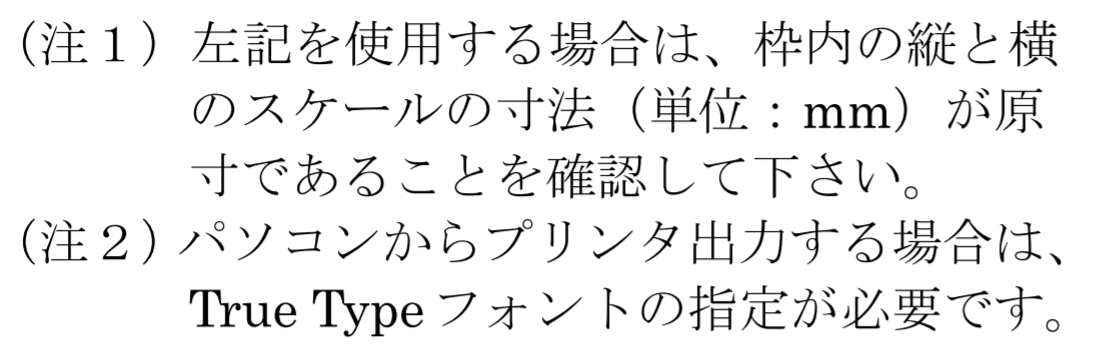 （注１）左記を使用する場合は、枠内の縦と横
のスケールの寸法（単位：mm）が原
寸であることを確認して下さい。
（注２）パソコンからプリンタ出力する場合は、
True Type フォントの指定が必要です。